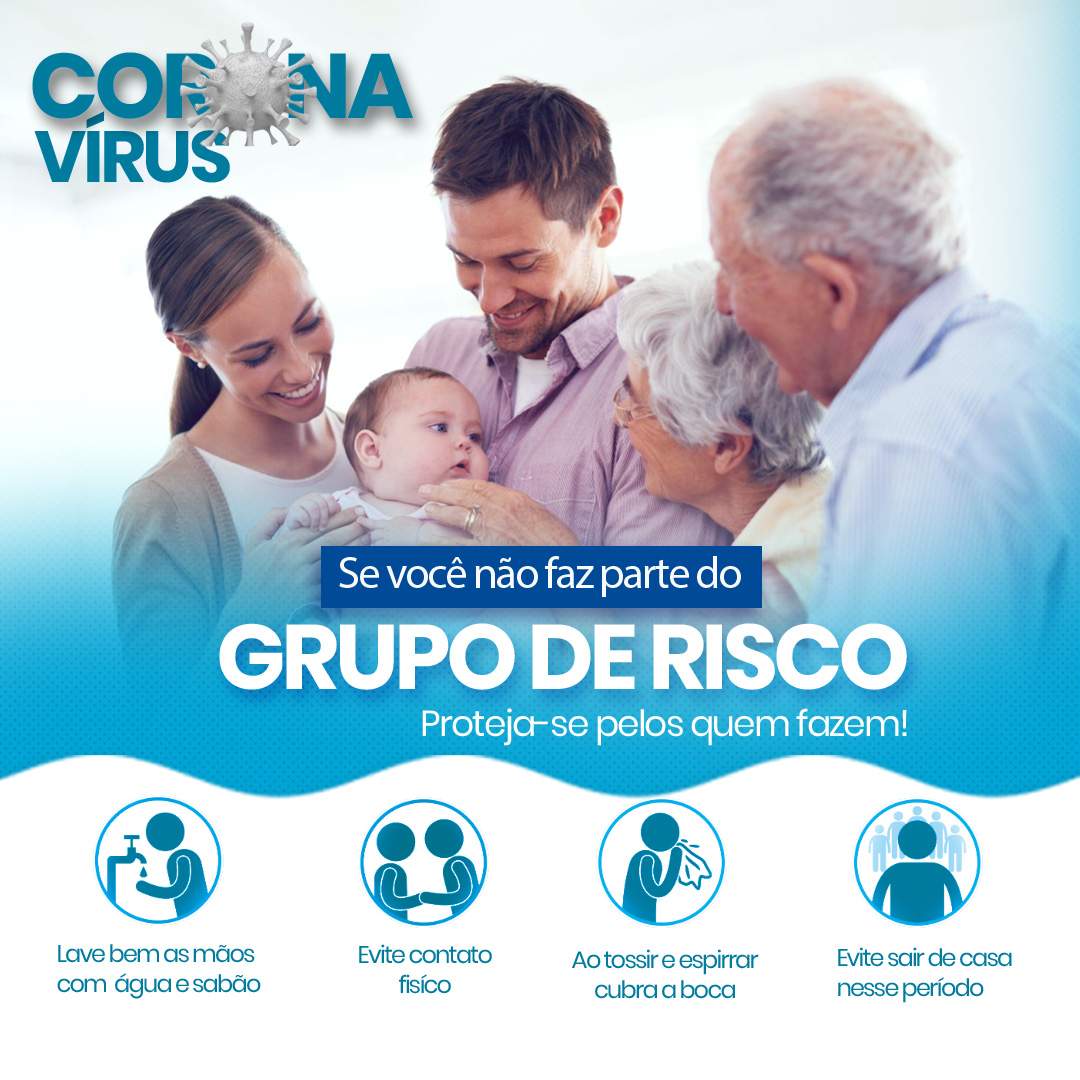 CORONA
VÍRUS
Se você não faz parte do
GRUPO DE RISCO
Proteja-se pelos quem fazem!
Lave bem as mãos
com água e sabão
Evite contato
fisíco
Ao tossir e espirrar
cubra a boca
Evite sair de casa
nesse período